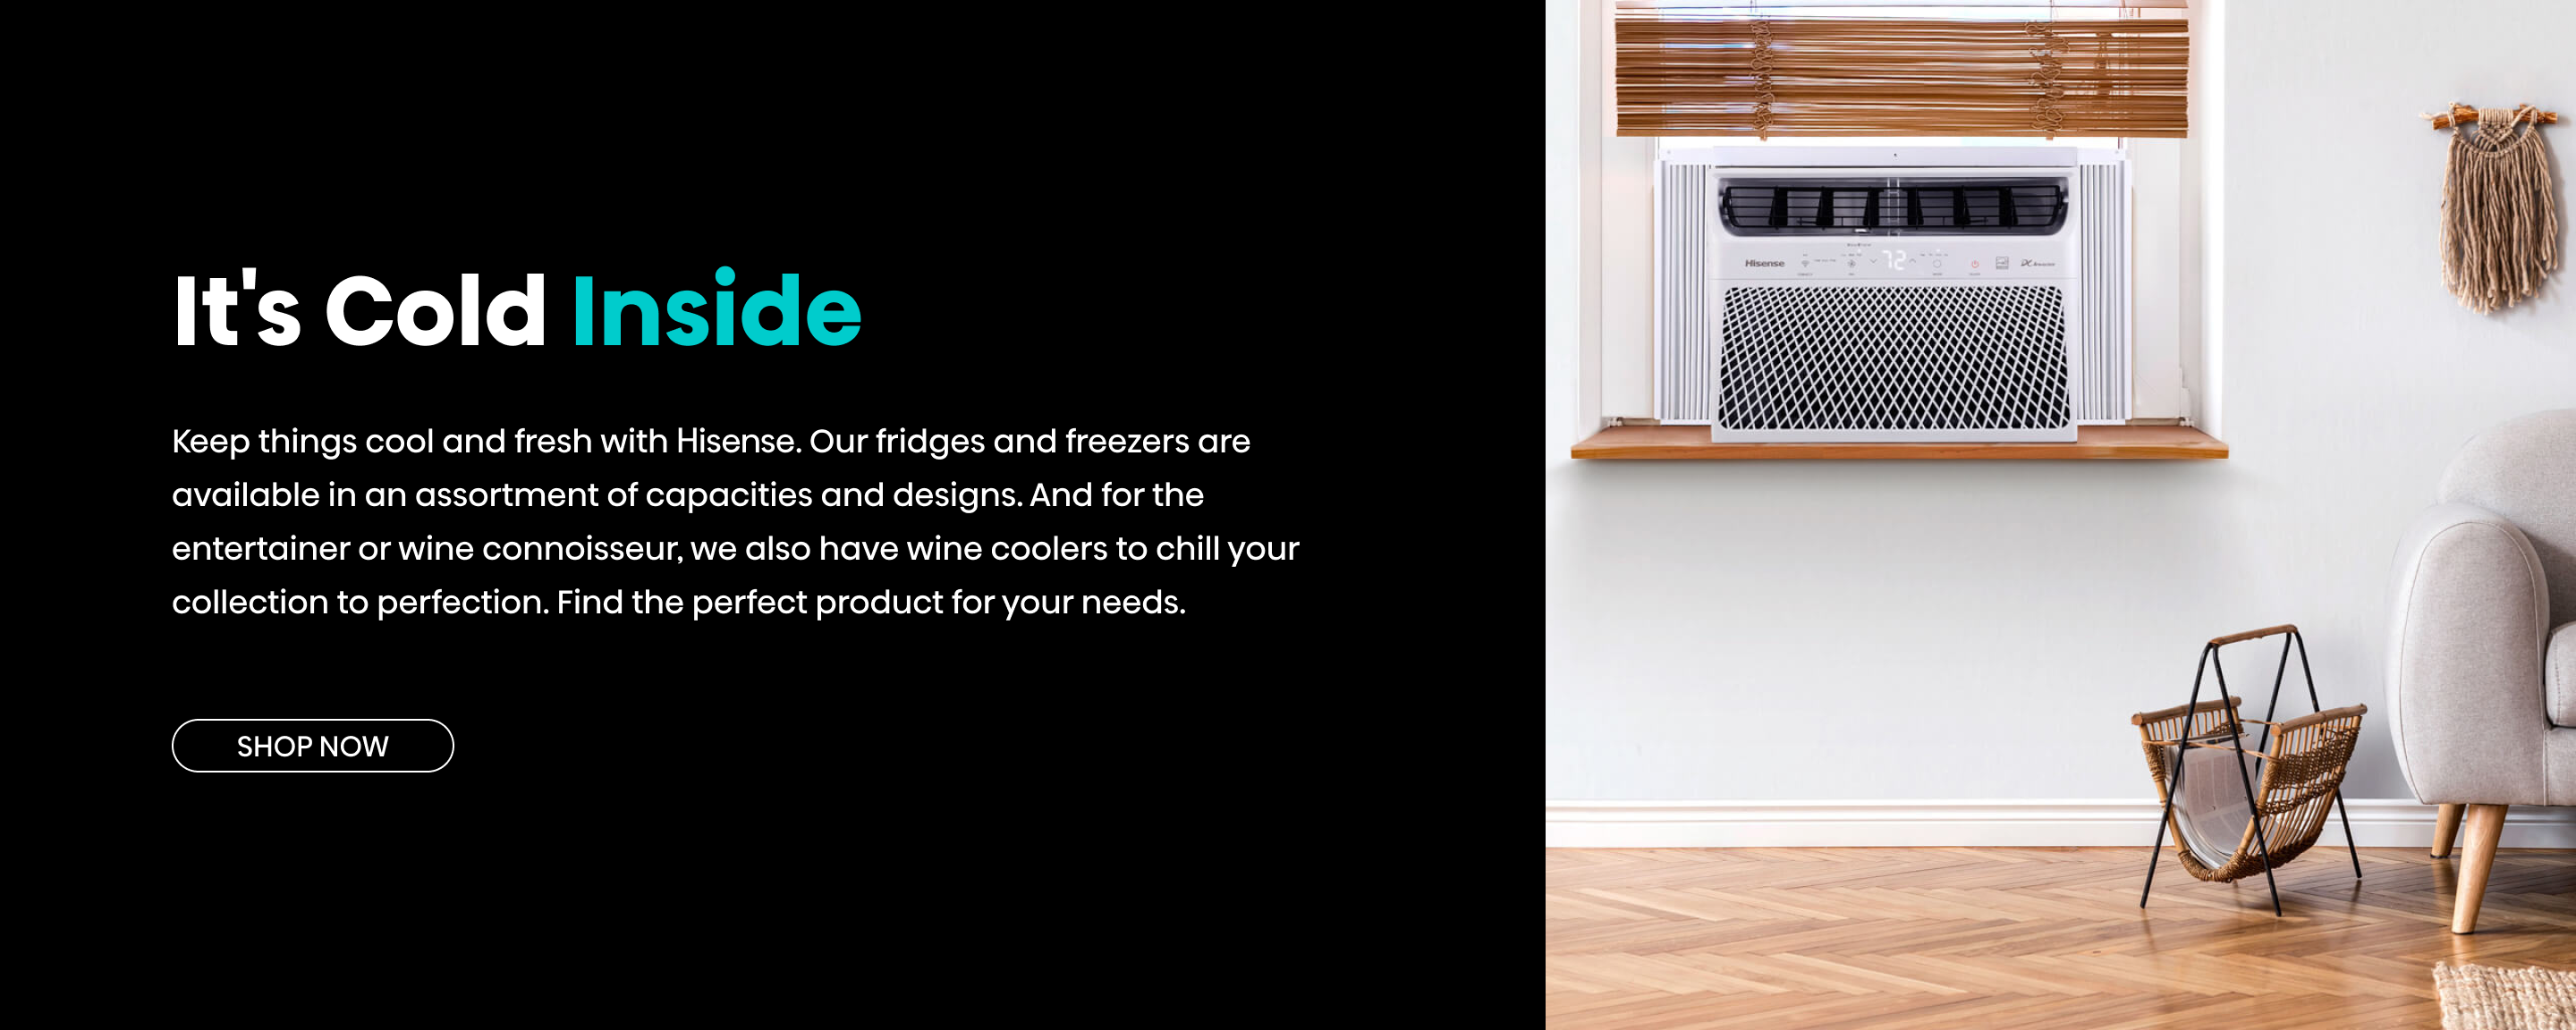 It's Cold Inside
Keep things cool and fresh with Hisense. Our fridges and freezers are
available in an assortment of capacities and designs. And for the
entertainer or wine connoisseur, we also have wine coolers to chill your
collection to perfection. Find the perfect product for your needs.
SHOP NOW
Hisense
72